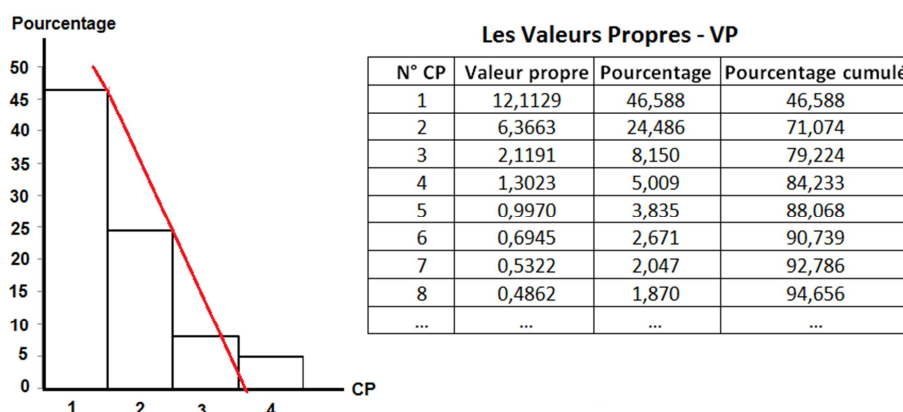 Pourcentage
50
45
40
35
30
25
20
15
10
5
0
1 2 3 4
CP
Les Valeurs Propres - VP
N° CP Valeur propre Pourcentage Pourcentage cumulé
1 12,1129 46,588 46,588
2 6,3663 24,486 71,074
3 2,1191 8,150 79,224
4 1,3023 5,009 84,233
5 0,9970 3,835 88,068
6 0,6945 2,671 90,739
7 0,5322 2,047 92,786
8 0,4862 1,870 94,656
... ... ... ...